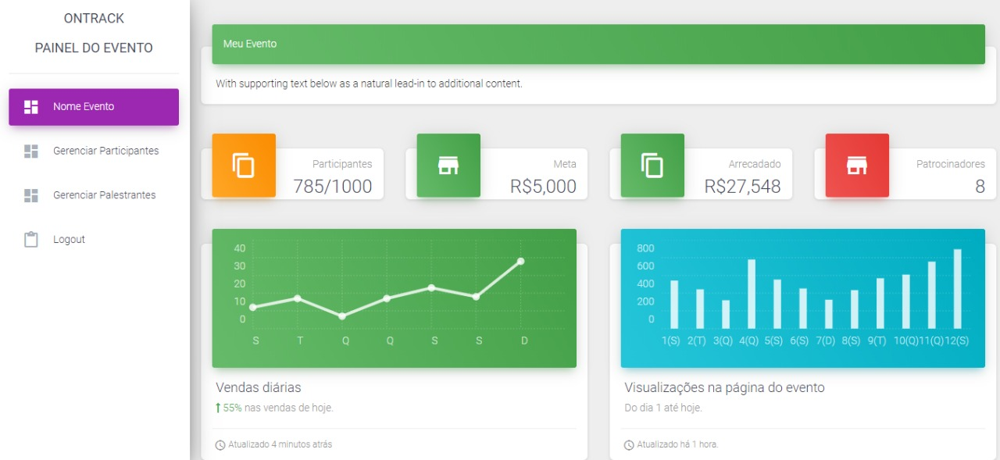 ONTRACK
PAINEL DO EVENTO
Nome Evento
Gerenciar Participantes
Gerenciar Palestrantes
Logout
Meu Evento
With supporting text below as a natural lead-in to additional content.
Participantes
785/1000
Meta
R$5,000
Arrecadado
R$27,548
Patrocinadores
8
40
30
20
10
0
S T Q Q S S D
Vendas diárias
55% nas vendas de hoje.
Atualizado 4 minutos atrás
800
600
400
200
0
1(S) 2(T) 3(Q) 4(Q) 5(S) 6(S) 7(D) 8(S) 9(T) 10(Q) 11(Q) 12(S)
Visualizações na página do evento
Do dia 1 até hoje.
Atualizado há 1 hora.